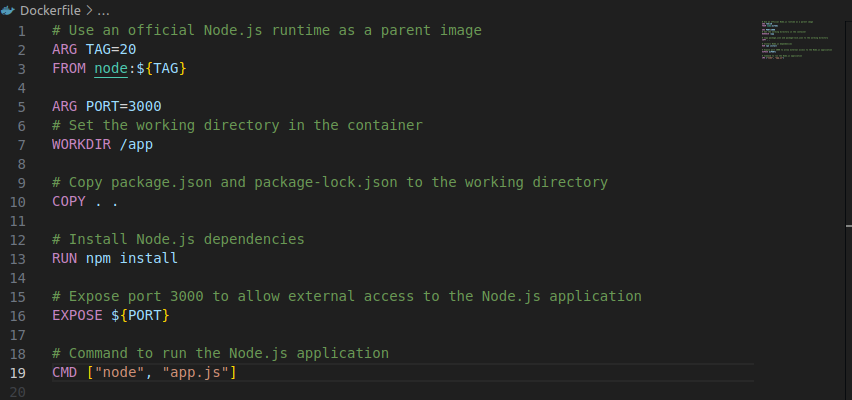 Dockerfile > ...
1 # Use an official Node.js runtime as a parent image
2 ARG TAG=20
3 FROM node:${TAG}
4
5 ARG PORT=3000
6 # Set the working directory in the container
7 WORKDIR /app
8
9 # Copy package.json and package-lock.json to the working directory
10 COPY . .
11
12 # Install Node.js dependencies
13 RUN npm install
14
15 # Expose port 3000 to allow external access to the Node.js application
16 EXPOSE ${PORT}
17
18 # Command to run the Node.js application
19 CMD ["node", "app.js"]
20